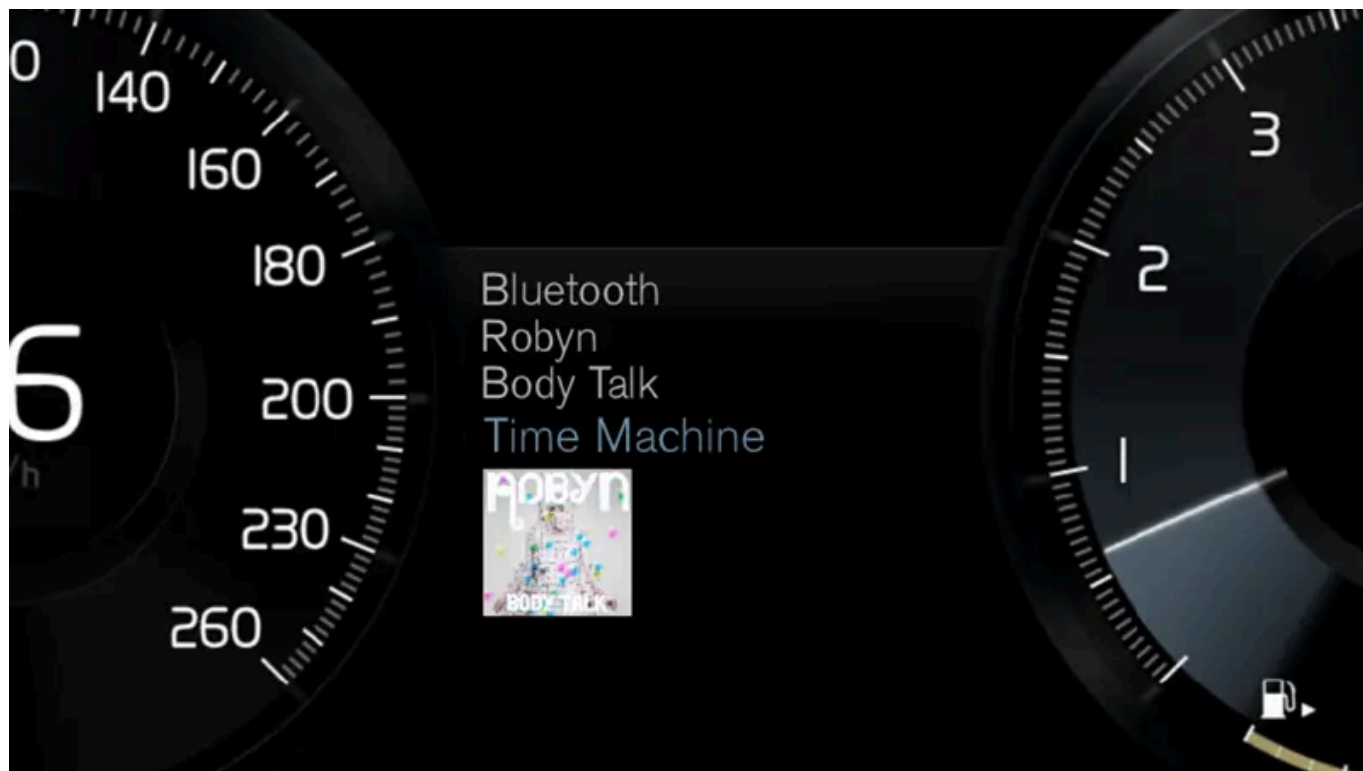 0
140
160
180
200
230
260
6
/h
Bluetooth
Robyn
Body Talk
Time Machine
ROBYN
BODY TALK
3
2
1